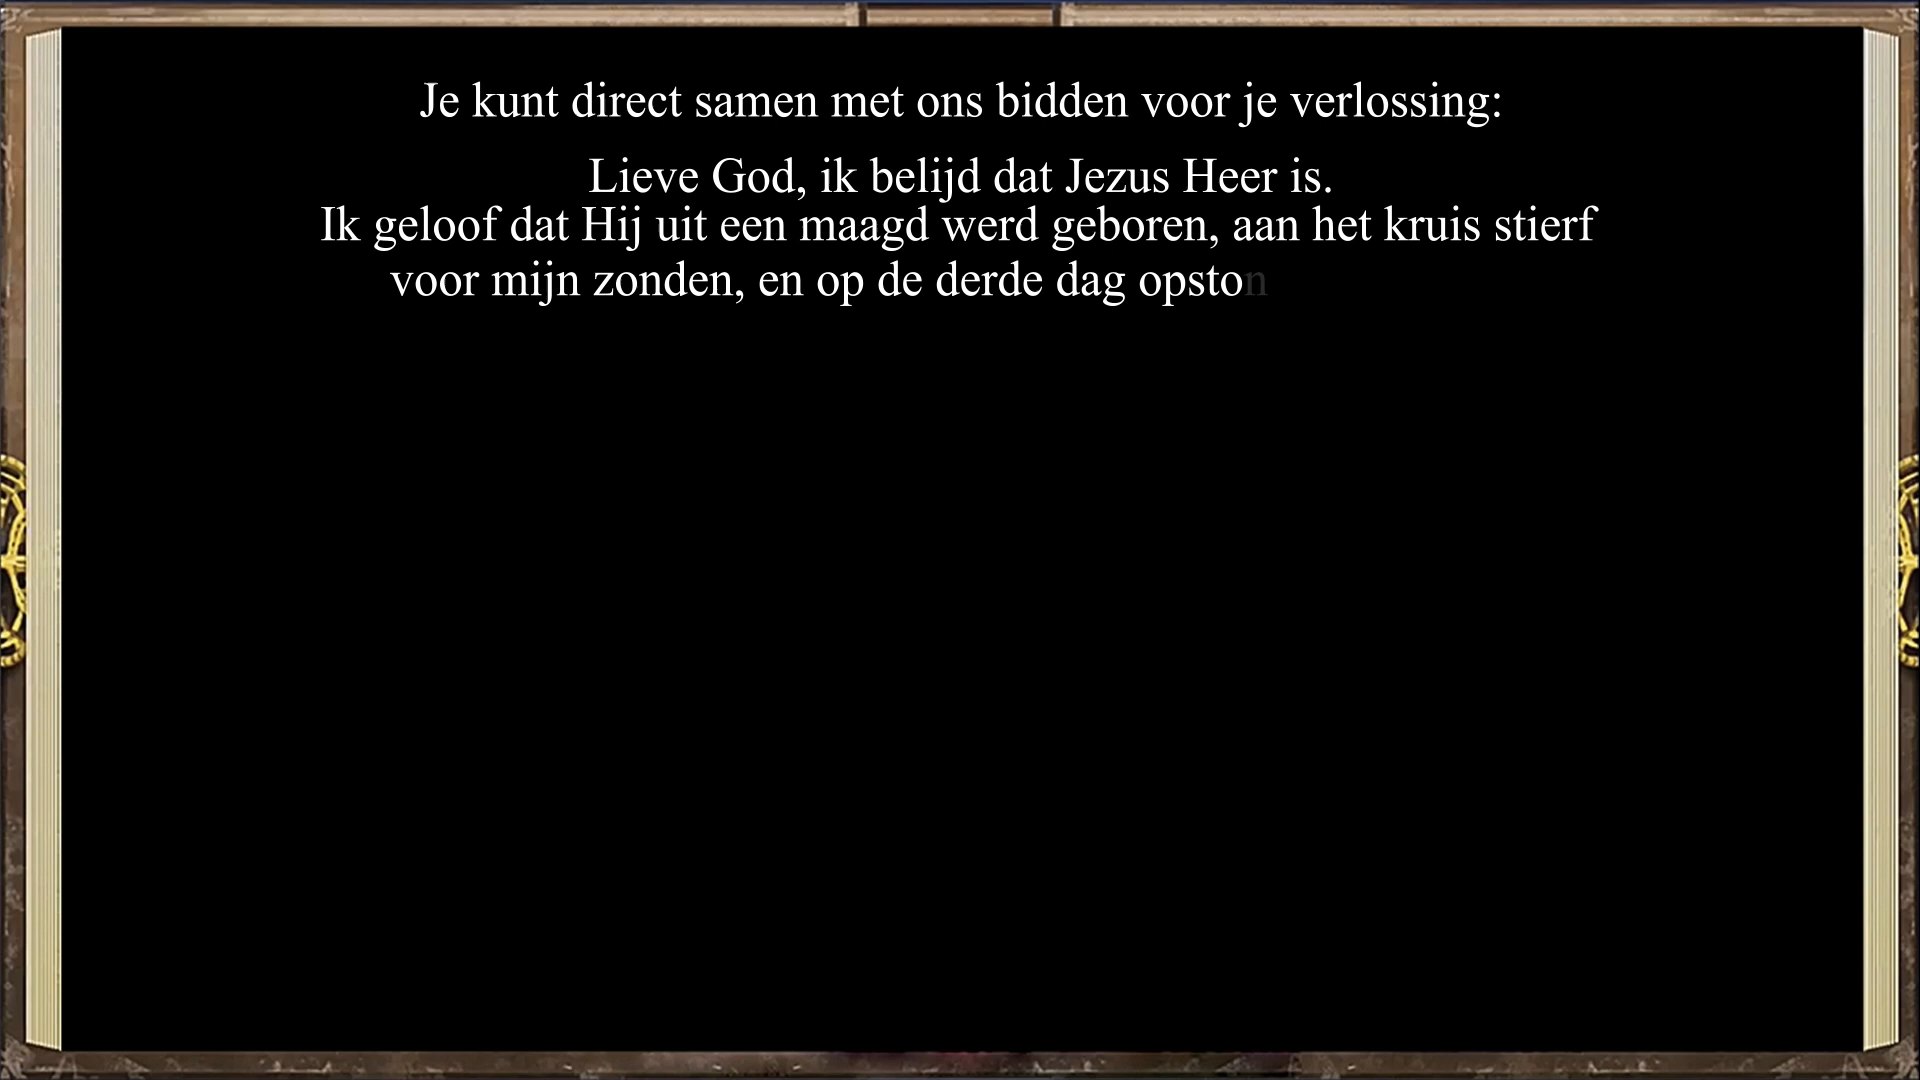 Je kunt direct samen met ons bidden voor je verlossing:
Lieve God, ik belijd dat Jezus Heer is.
Ik geloof dat Hij uit een maagd werd geboren, aan het kruis stierf
voor mijn zonden, en op de derde dag opston